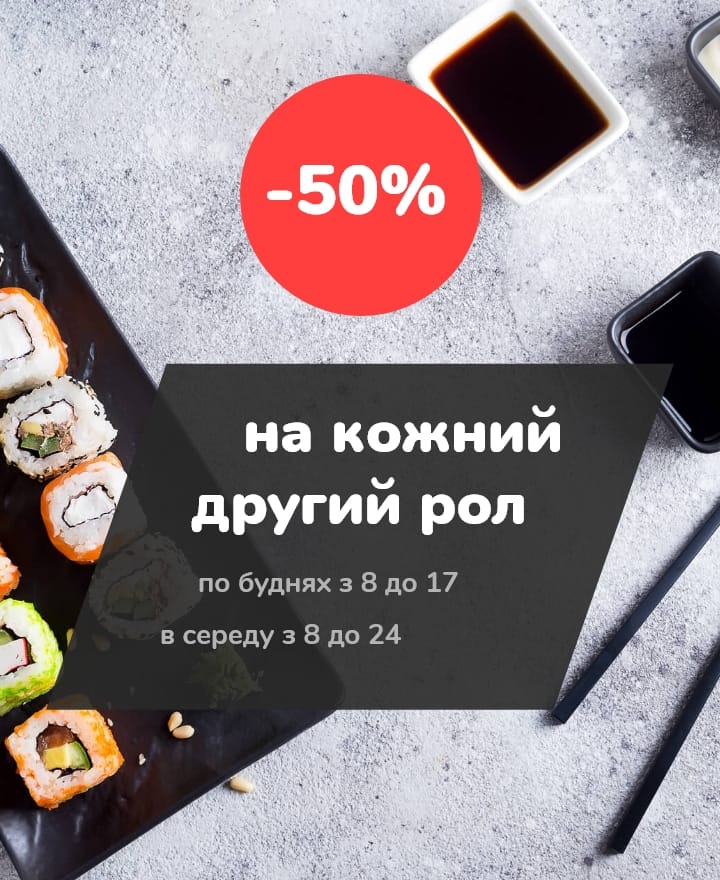 -50%
на кожний
другий рол
по буднях з 8 до 17
в середу з 8 до 24